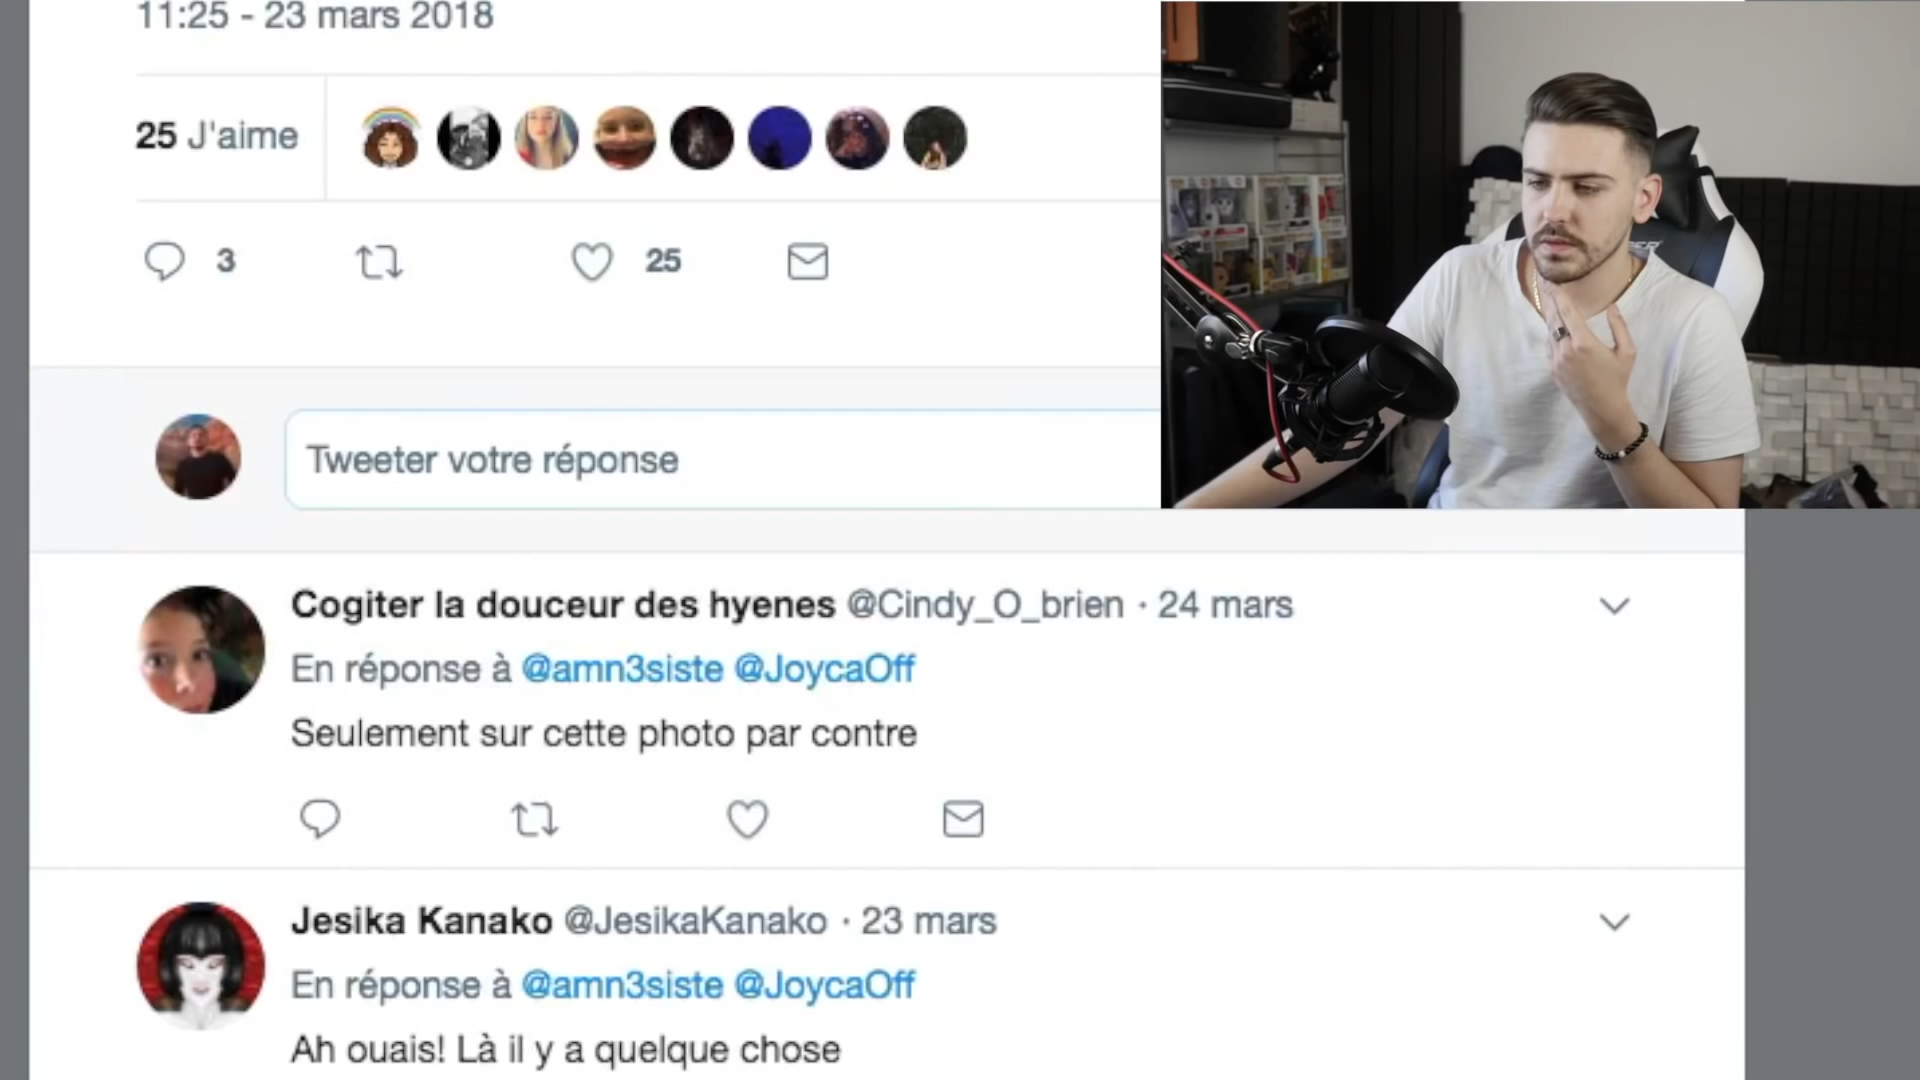 11:25 - 23 mars 2018
25 J'aime
3
25
Tweeter votre réponse
Cogiter la douceur des hyenes @Cindy_O_brien · 24 mars
En réponse à @amn3siste @JoycaOff
Seulement sur cette photo par contre
Jesika Kanako @JesikaKanako · 23 mars
En réponse à @amn3siste @JoycaOff
Ah ouais! Là il y a quelque chose